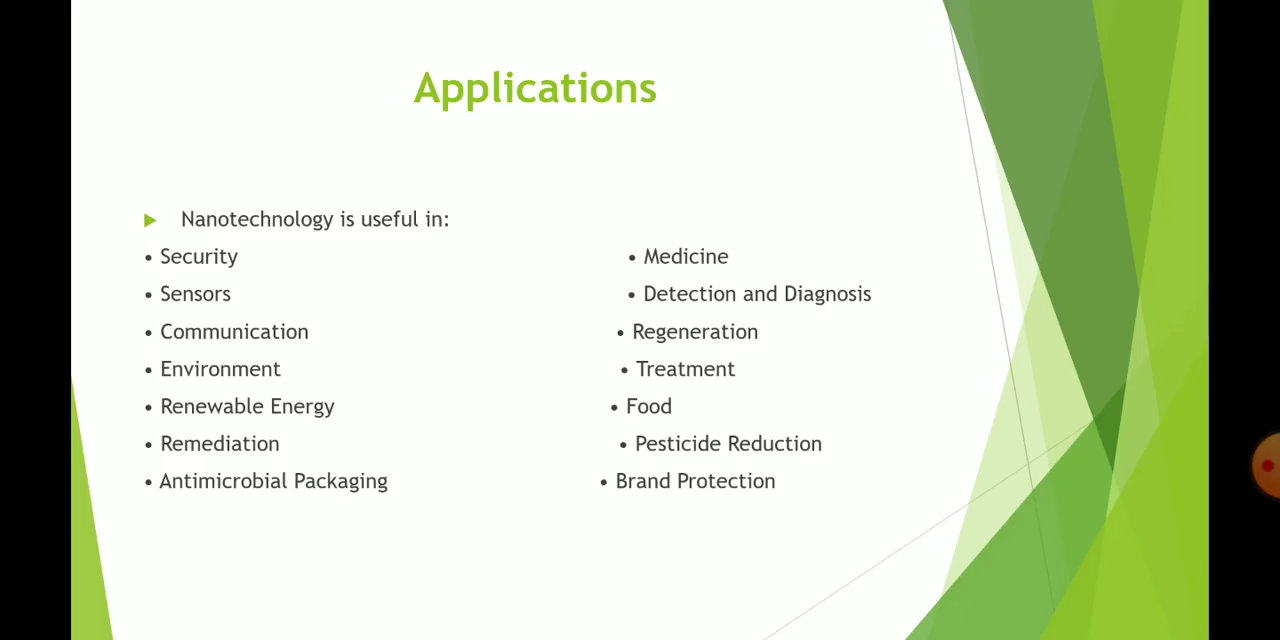 Applications
Nanotechnology is useful in:
• Security • Medicine
• Sensors • Detection and Diagnosis
• Communication • Regeneration
• Environment • Treatment
• Renewable Energy • Food
• Remediation • Pesticide Reduction
• Antimicrobial Packaging • Brand Protection